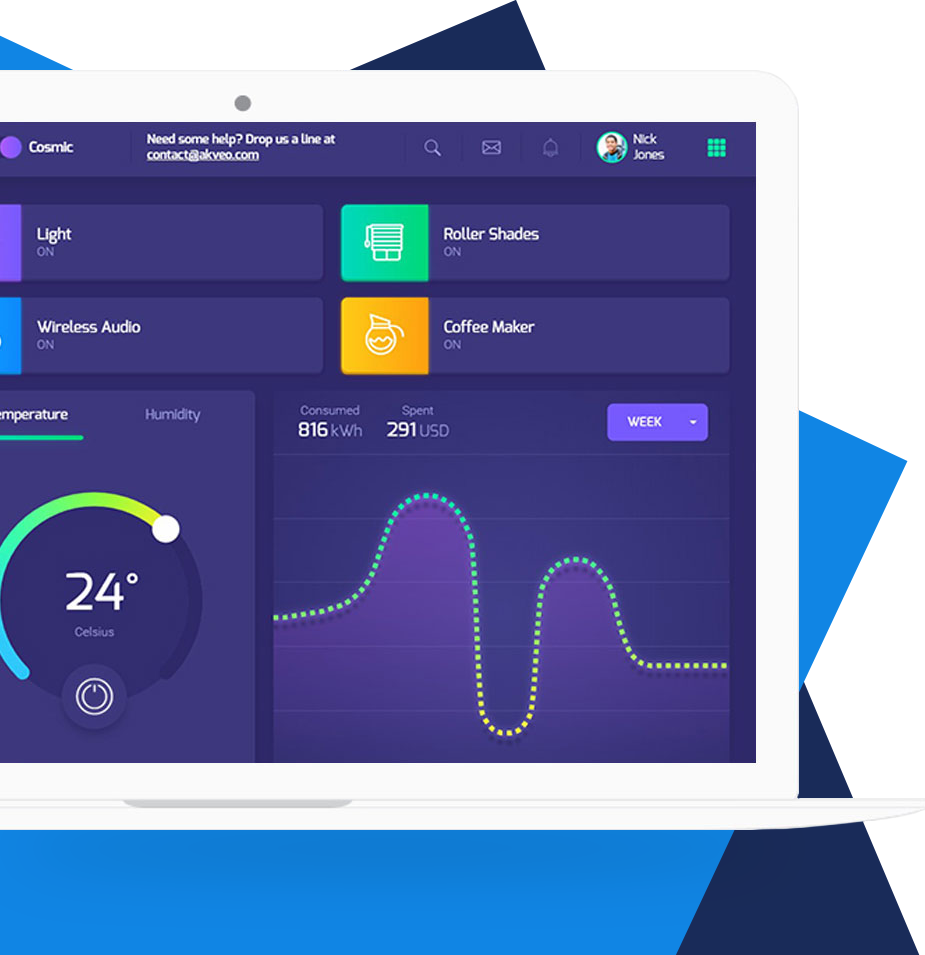 Cosmic
Need some help? Drop us a line at
contact@akveo.com
Nick
Jones
Light
ON
Roller Shades
ON
Wireless Audio
ON
Coffee Maker
ON
emperature
Humidity
Consumed
816 kWh
Spent
291 USD
WEEK
24°
Celsius